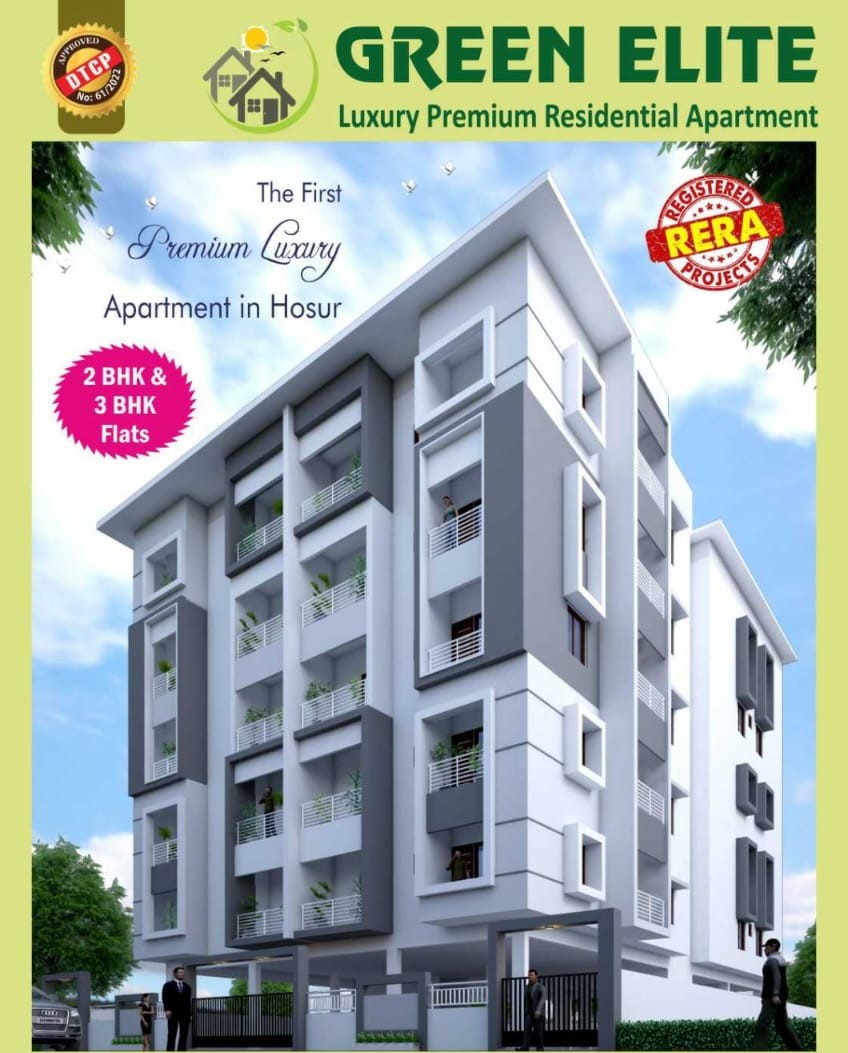 APPROVED
DTCP
No: 61/2022
GREEN ELITE
Luxury Premium Residential Apartment
The First
Premium Luxury
Apartment in Hosur
REGISTERED
RERA
PROJECTS
2 BHK &
3 BHK
Flats